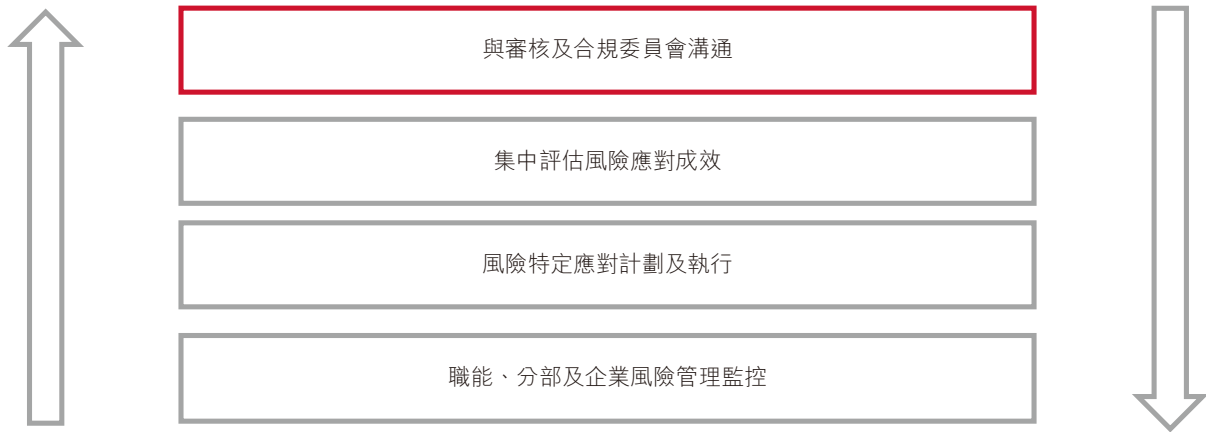 與審核及合規委員會溝通
集中評估風險應對成效
風險特定應對計劃及執行
職能、分部及企業風險管理監控